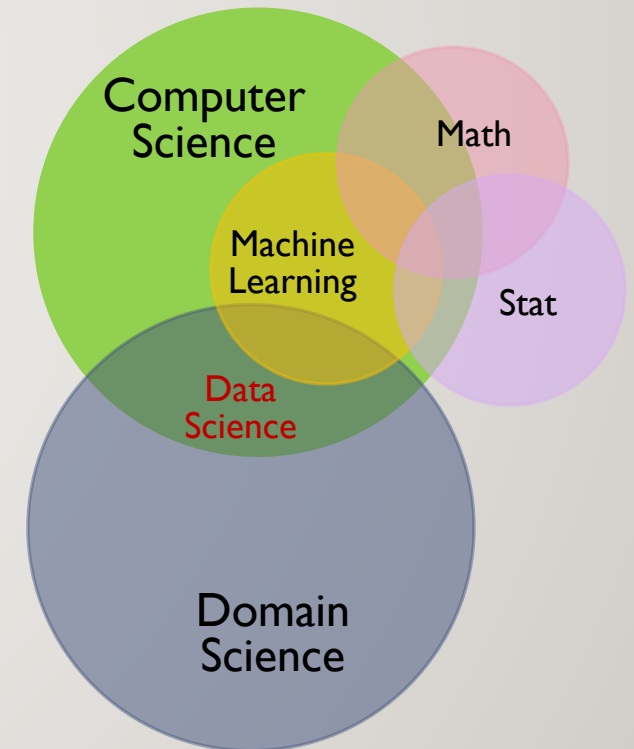 Computer
Science
Math
Machine
Learning
Stat
Data
Science
Domain
Science